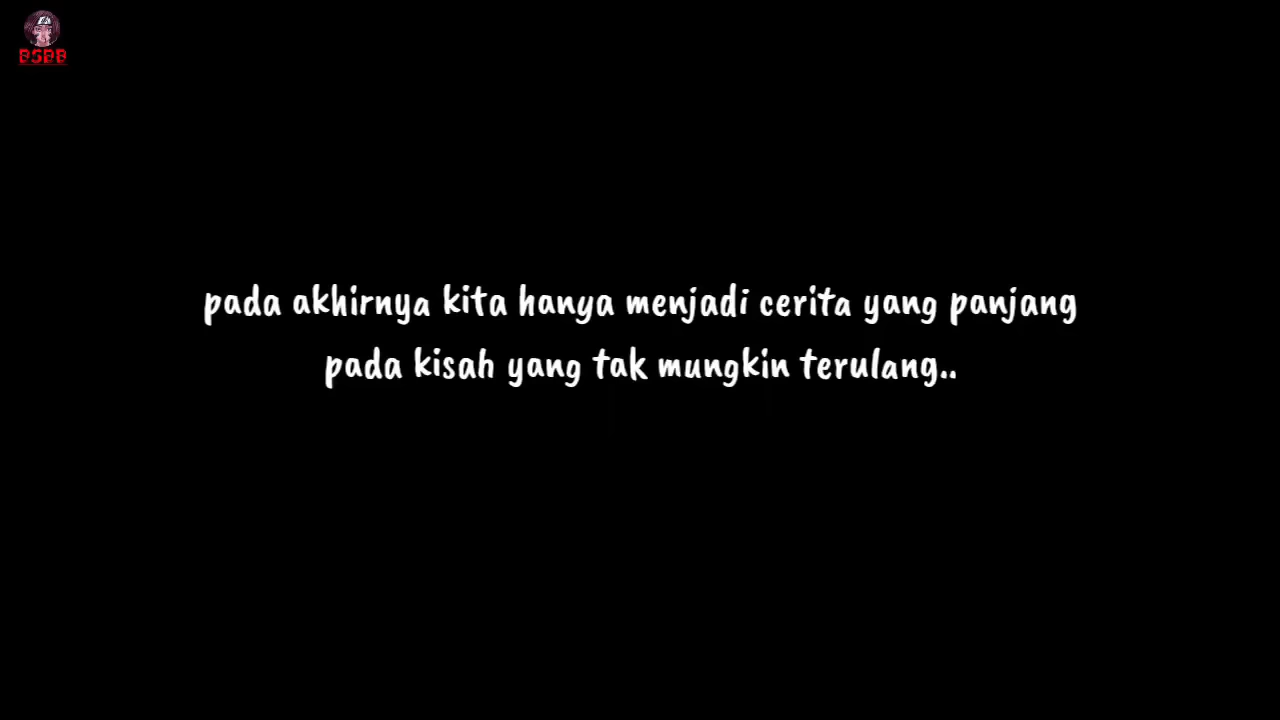 pada akhirnya kita hanya menjadi cerita yang panjang
pada kisah yang tak mungkin terulang..